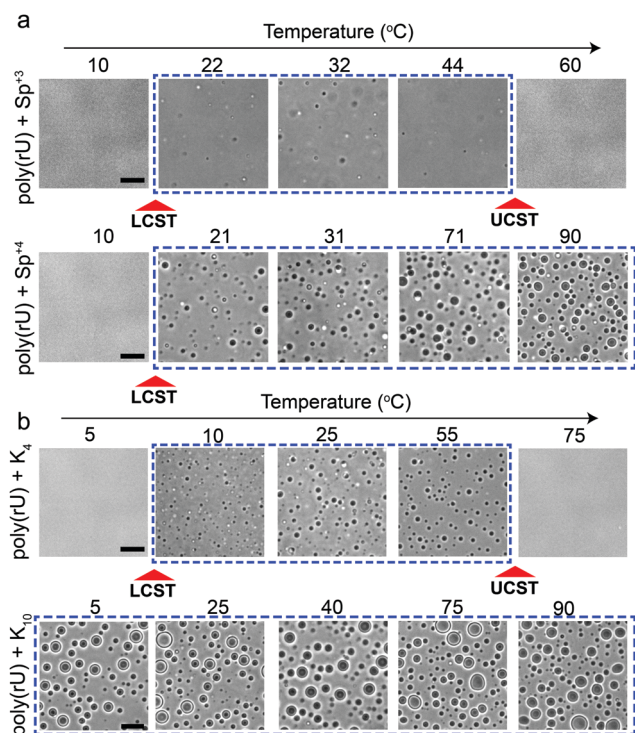 a
Temperature (°C)
10 22 32 44 60
poly(rU) + Sp+3
LCST UCST
10 21 31 71 90
poly(rU) + Sp+4
LCST
b
Temperature (°C)
5 10 25 55 75
poly(rU) + K4
LCST UCST
5 25 40 75 90
poly(rU) + K10